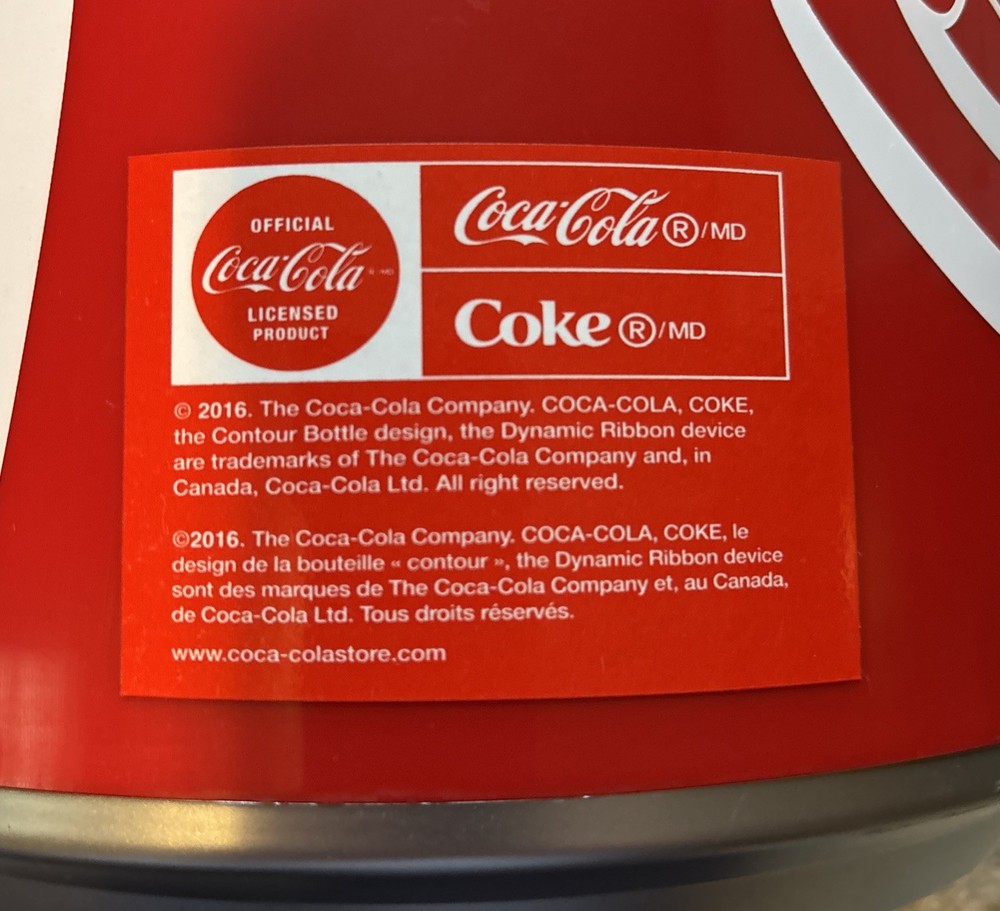 OFFICIAL
Coca-Cola ® MD
LICENSED
PRODUCT
Coca-Cola ®/MD
Coke ®/MD
© 2016. The Coca-Cola Company. COCA-COLA, COKE,
the Contour Bottle design, the Dynamic Ribbon device
are trademarks of The Coca-Cola Company and, in
Canada, Coca-Cola Ltd. All right reserved.
©2016. The Coca-Cola Company. COCA-COLA, COKE, le
design de la bouteille « contour », the Dynamic Ribbon device
sont des marques de The Coca-Cola Company et, au Canada,
de Coca-Cola Ltd. Tous droits réservés.
www.coca-colastore.com